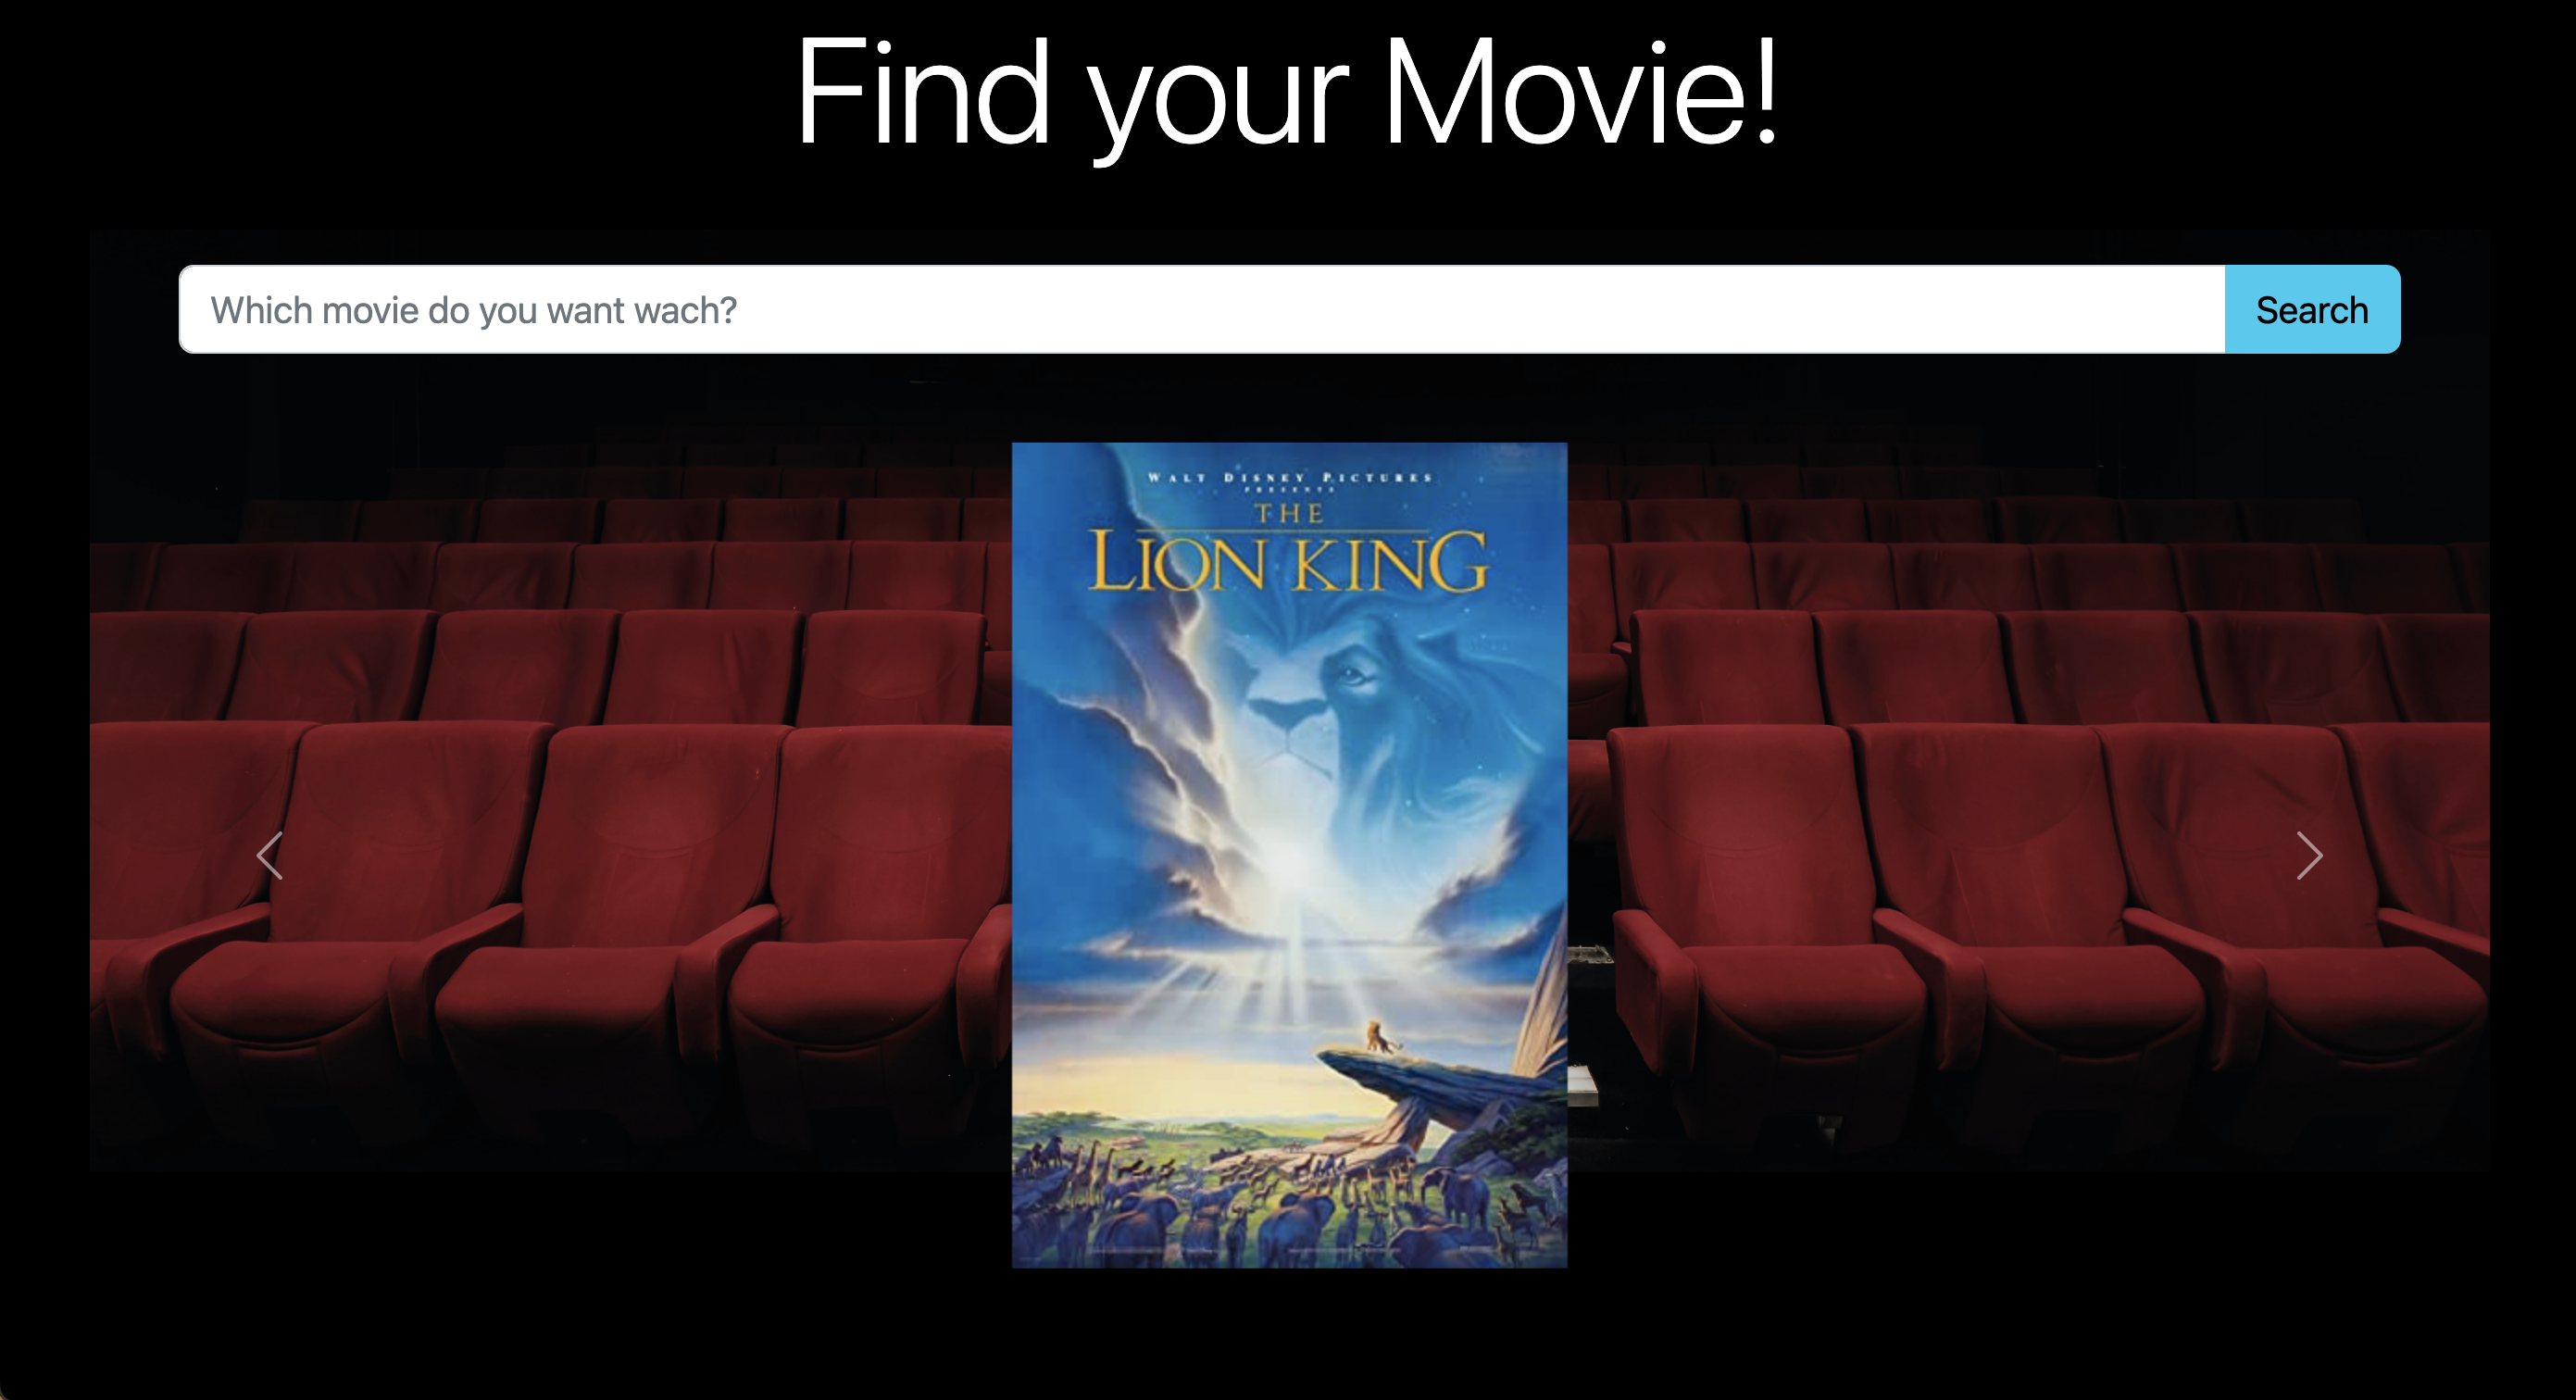 Find your Movie!
Which movie do you want wach?
Search
WALT DISNEY PICTURES
PRESENTS
THE
LION KING